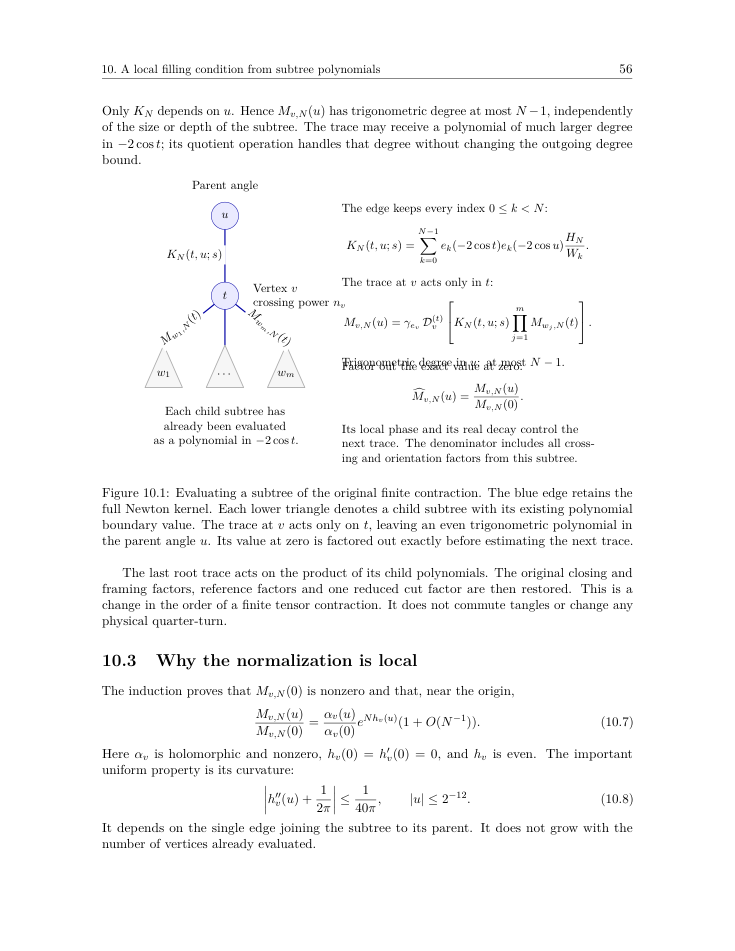 10. A local filling condition from subtree polynomials 56
Only K_N depends on u. Hence M_{v,N}(u) has trigonometric degree at most N − 1, independently
of the size or depth of the subtree. The trace may receive a polynomial of much larger degree
in −2 cos t; its quotient operation handles that degree without changing the outgoing degree
bound.
Parent angle
u
K_N(t, u; s)
t
Vertex v
crossing power n_v
M_{w_1,N}(t)
M_{w_m,N}(t)
w_1
...
w_m
Each child subtree has
already been evaluated
as a polynomial in −2 cos t.
The edge keeps every index 0 ≤ k < N:
K_N(t, u; s) = \sum_{k=0}^{N−1} e_k(−2 cos t)e_k(−2 cos u)\frac{H_N}{W_k}.
The trace at v acts only in t:
M_{v,N}(u) = γ_{e_v} 𝒟_v^{(t)} [ K_N(t, u; s) \prod_{j=1}^{m} M_{w_j,N}(t) ].
Trigonometric degree in u: at most N − 1.
Factor out the exact value at zero:
\widehat{M}_{v,N}(u) = \frac{M_{v,N}(u)}{M_{v,N}(0)}.
Its local phase and its real decay control the
next trace. The denominator includes all cross-
ing and orientation factors from this subtree.
Figure 10.1: Evaluating a subtree of the original finite contraction. The blue edge retains the
full Newton kernel. Each lower triangle denotes a child subtree with its existing polynomial
boundary value. The trace at v acts only on t, leaving an even trigonometric polynomial in
the parent angle u. Its value at zero is factored out exactly before estimating the next trace.
The last root trace acts on the product of its child polynomials. The original closing and
framing factors, reference factors and one reduced cut factor are then restored. This is a
change in the order of a finite tensor contraction. It does not commute tangles or change any
physical quarter-turn.
10.3 Why the normalization is local
The induction proves that M_{v,N}(0) is nonzero and that, near the origin,
\frac{M_{v,N}(u)}{M_{v,N}(0)} = \frac{α_v(u)}{α_v(0)} e^{Nh_v(u)}(1 + O(N^{−1})). (10.7)
Here α_v is holomorphic and nonzero, h_v(0) = h′_v(0) = 0, and h_v is even. The important
uniform property is its curvature:
|h″_v(u) + \frac{1}{2π}| ≤ \frac{1}{40π}, |u| ≤ 2^{−12}. (10.8)
It depends on the single edge joining the subtree to its parent. It does not grow with the
number of vertices already evaluated.